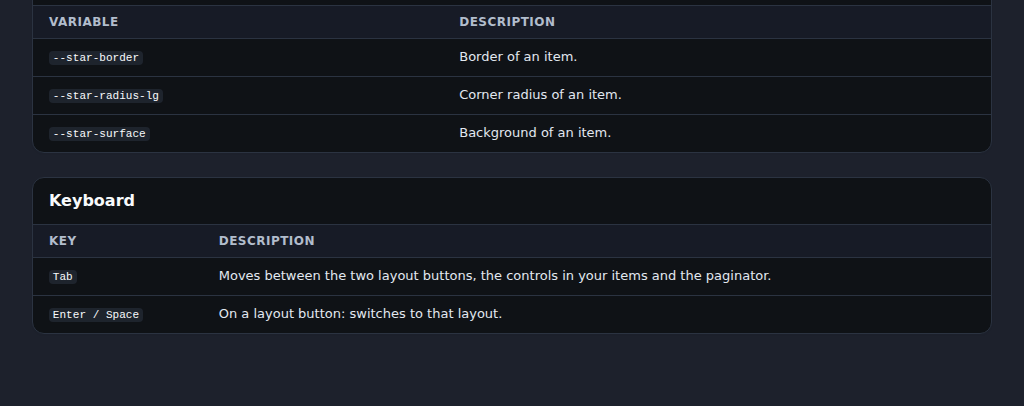 VARIABLE DESCRIPTION
--star-border Border of an item.
--star-radius-lg Corner radius of an item.
--star-surface Background of an item.
Keyboard
KEY DESCRIPTION
Tab Moves between the two layout buttons, the controls in your items and the paginator.
Enter / Space On a layout button: switches to that layout.